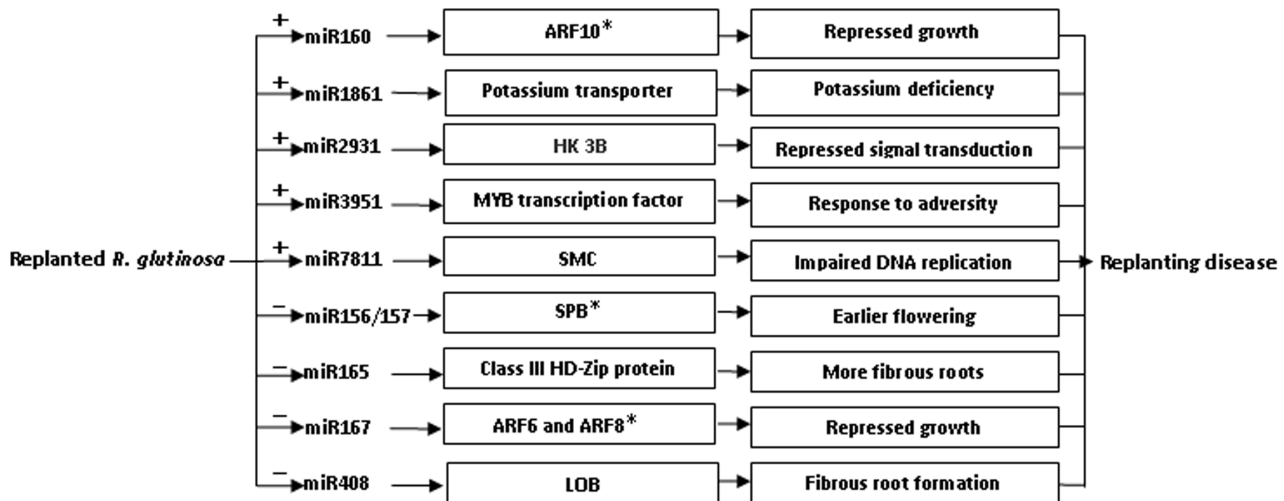 + miR160 ARF10* Repressed growth
+ miR1861 Potassium transporter Potassium deficiency
+ miR2931 HK 3B Repressed signal transduction
+ miR3951 MYB transcription factor Response to adversity
Replanted R. glutinosa + miR7811 SMC Impaired DNA replication Replanting disease
− miR156/157 SPB* Earlier flowering
− miR165 Class III HD-Zip protein More fibrous roots
− miR167 ARF6 and ARF8* Repressed growth
− miR408 LOB Fibrous root formation